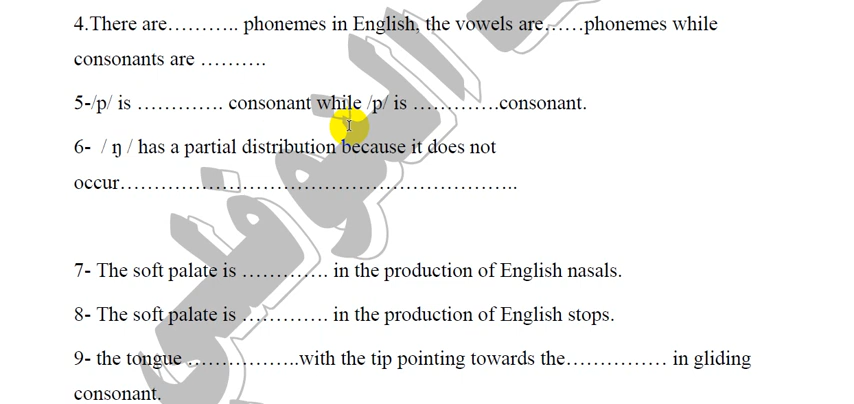 4.There are……….. phonemes in English, the vowels are……phonemes while
consonants are ……….
5-/p/ is …………. consonant while /p/ is ………….consonant.
6- / ŋ / has a partial distribution because it does not
occur…………………………………………………………..
7- The soft palate is …………. in the production of English nasals.
8- The soft palate is …………. in the production of English stops.
9- the tongue ……………..with the tip pointing towards the…………… in gliding
consonant.